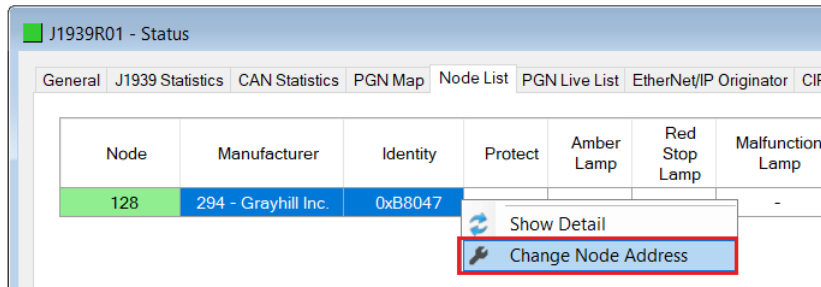 J1939R01 - Status
General J1939 Statistics CAN Statistics PGN Map Node List PGN Live List EtherNet/IP Originator
Node Manufacturer Identity Protect Amber Lamp Red Stop Lamp Malfunction Lamp
128 294 - Grayhill Inc. 0xB8047 -
Show Detail
Change Node Address